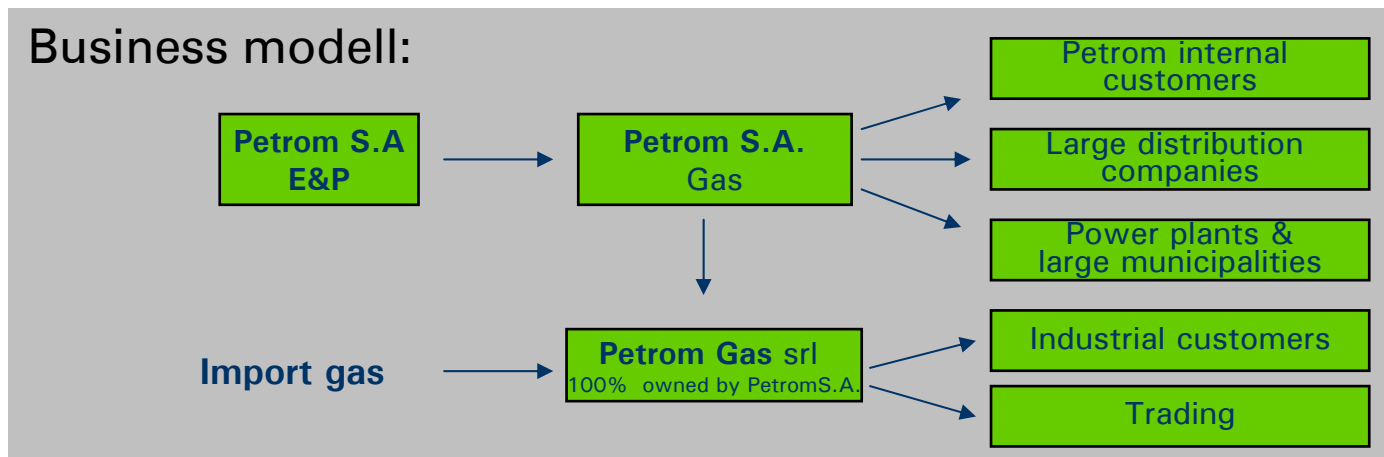 Business modell:
Petrom internal
customers
Petrom S.A
E&P
Petrom S.A.
Gas
Large distribution
companies
Power plants &
large municipalities
Import gas
Petrom Gas srl
100% owned by PetromS.A.
Industrial customers
Trading